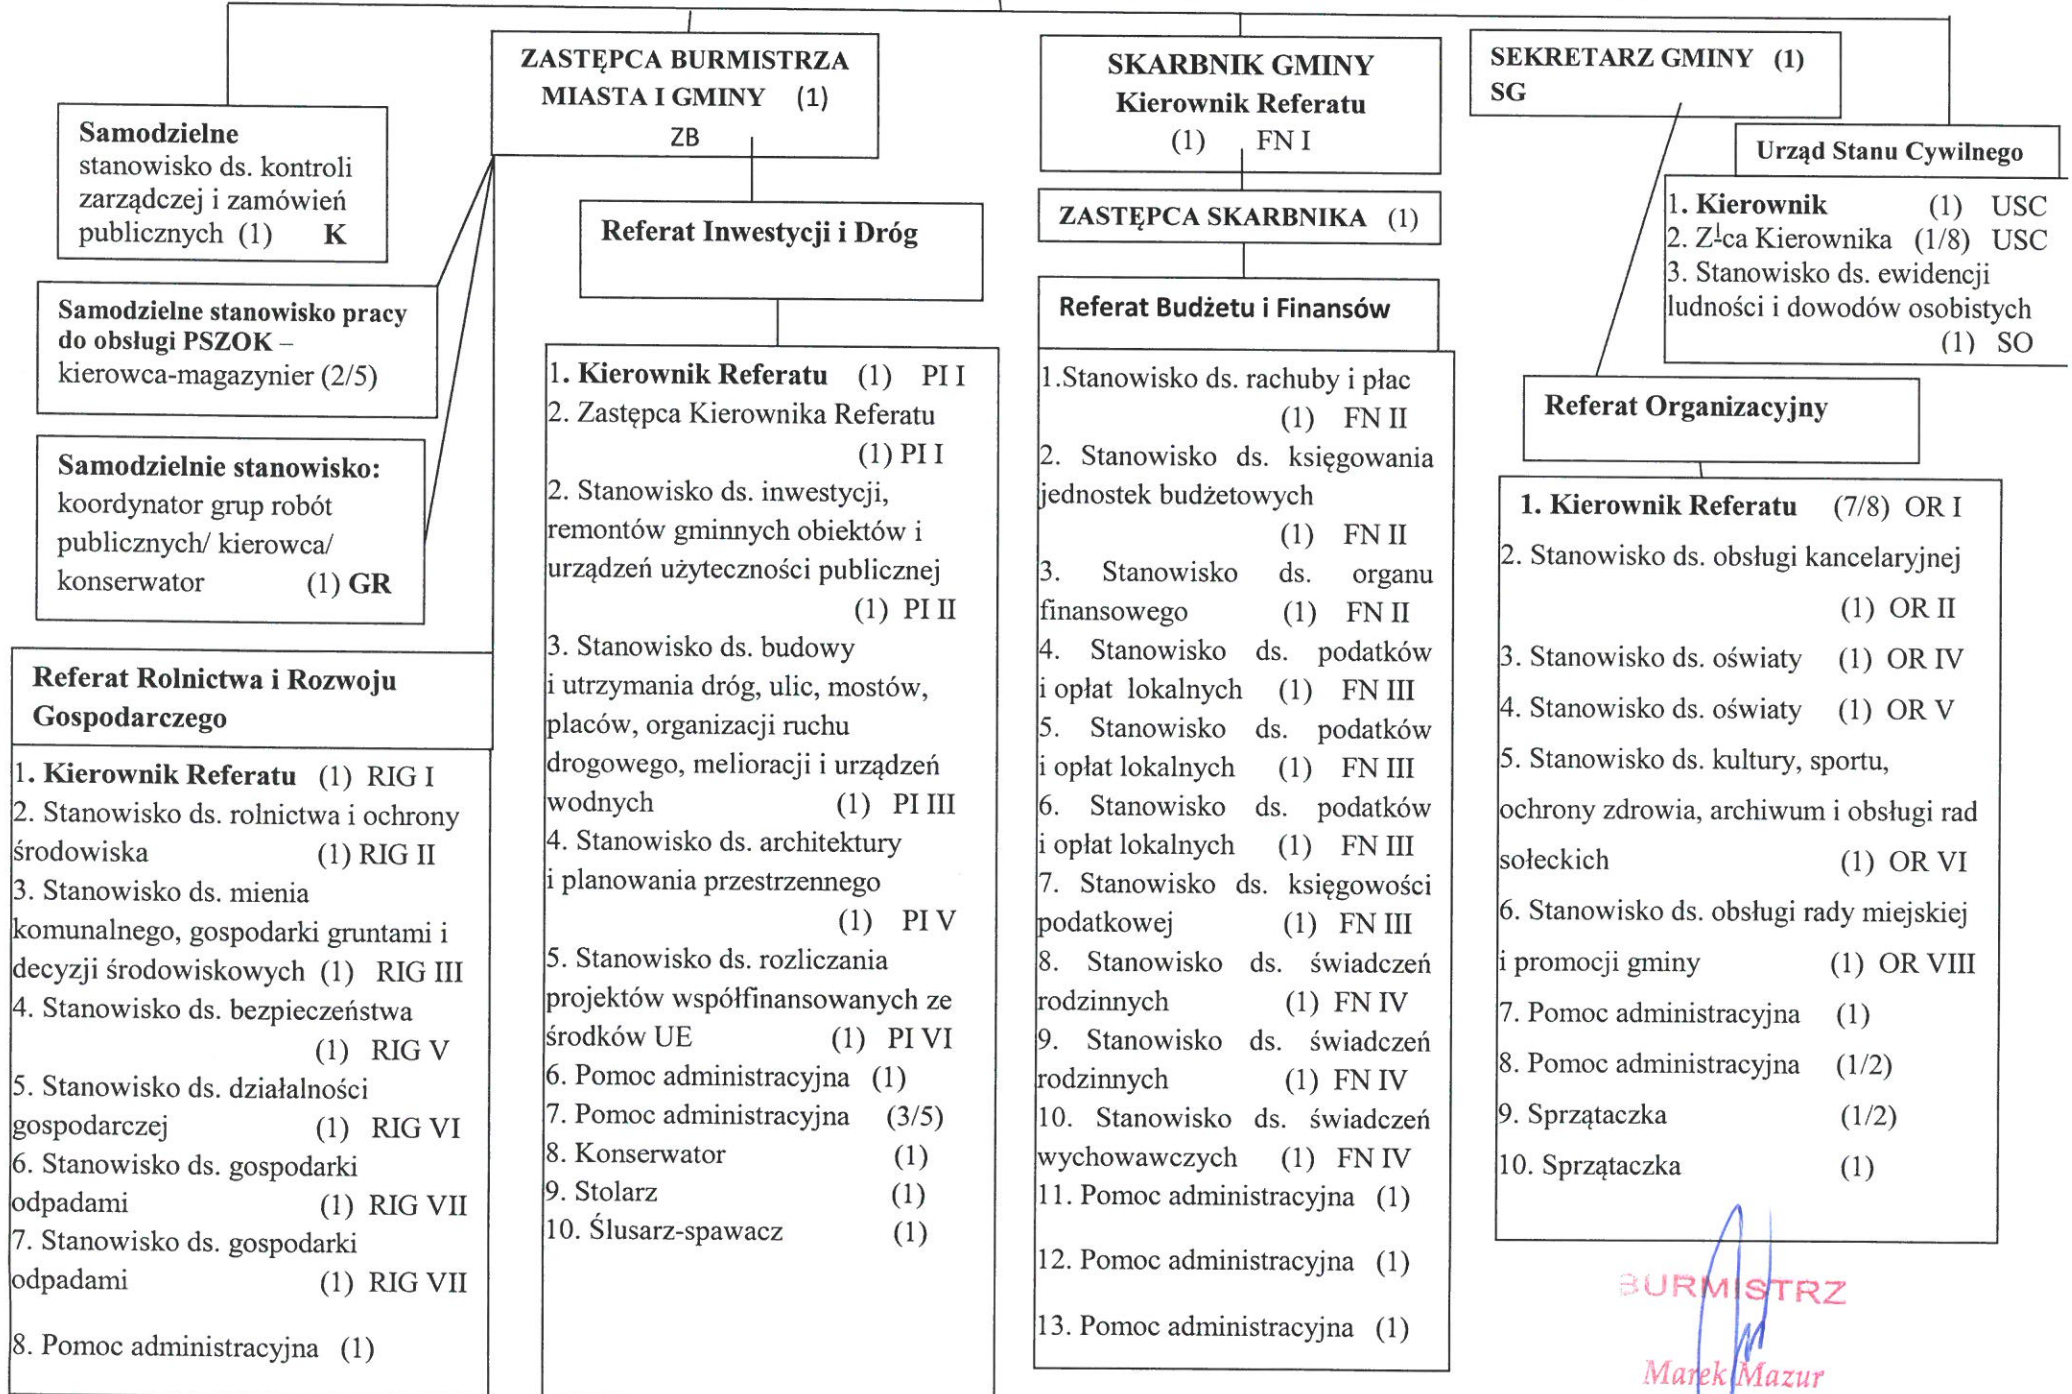 Samodzielne
stanowisko ds. kontroli
zarządczej i zamówień
publicznych (1) K
Samodzielne stanowisko pracy
do obsługi PSZOK –
kierowca-magazynier (2/5)
Samodzielnie stanowisko:
koordynator grup robót
publicznych/ kierowca/
konserwator (1) GR
Referat Rolnictwa i Rozwoju
Gospodarczego
1. Kierownik Referatu (1) RIG I
2. Stanowisko ds. rolnictwa i ochrony
środowiska (1) RIG II
3. Stanowisko ds. mienia
komunalnego, gospodarki gruntami i
decyzji środowiskowych (1) RIG III
4. Stanowisko ds. bezpieczeństwa
(1) RIG V
5. Stanowisko ds. działalności
gospodarczej (1) RIG VI
6. Stanowisko ds. gospodarki
odpadami (1) RIG VII
7. Stanowisko ds. gospodarki
odpadami (1) RIG VII
8. Pomoc administracyjna (1)
ZASTĘPCA BURMISTRZA
MIASTA I GMINY (1)
ZB
Referat Inwestycji i Dróg
1. Kierownik Referatu (1) PI I
2. Zastępca Kierownika Referatu
(1) PI I
2. Stanowisko ds. inwestycji,
remontów gminnych obiektów i
urządzeń użyteczności publicznej
(1) PI II
3. Stanowisko ds. budowy
i utrzymania dróg, ulic, mostów,
placów, organizacji ruchu
drogowego, melioracji i urządzeń
wodnych (1) PI III
4. Stanowisko ds. architektury
i planowania przestrzennego
(1) PI V
5. Stanowisko ds. rozliczania
projektów współfinansowanych ze
środków UE (1) PI VI
6. Pomoc administracyjna (1)
7. Pomoc administracyjna (3/5)
8. Konserwator (1)
9. Stolarz (1)
10. Ślusarz-spawacz (1)
SKARBNIK GMINY
Kierownik Referatu
(1) FN I
ZASTĘPCA SKARBNIKA (1)
Referat Budżetu i Finansów
1.Stanowisko ds. rachuby i płac
(1) FN II
2. Stanowisko ds. księgowania
jednostek budżetowych
(1) FN II
3. Stanowisko ds. organu
finansowego (1) FN II
4. Stanowisko ds. podatków
i opłat lokalnych (1) FN III
5. Stanowisko ds. podatków
i opłat lokalnych (1) FN III
6. Stanowisko ds. podatków
i opłat lokalnych (1) FN III
7. Stanowisko ds. księgowości
podatkowej (1) FN III
8. Stanowisko ds. świadczeń
rodzinnych (1) FN IV
9. Stanowisko ds. świadczeń
rodzinnych (1) FN IV
10. Stanowisko ds. świadczeń
wychowawczych (1) FN IV
11. Pomoc administracyjna (1)
12. Pomoc administracyjna (1)
13. Pomoc administracyjna (1)
SEKRETARZ GMINY (1)
SG
Urząd Stanu Cywilnego
1. Kierownik (1) USC
2. Z-ca Kierownika (1/8) USC
3. Stanowisko ds. ewidencji
ludności i dowodów osobistych
(1) SO
Referat Organizacyjny
1. Kierownik Referatu (7/8) OR I
2. Stanowisko ds. obsługi kancelaryjnej
(1) OR II
3. Stanowisko ds. oświaty (1) OR IV
4. Stanowisko ds. oświaty (1) OR V
5. Stanowisko ds. kultury, sportu,
ochrony zdrowia, archiwum i obsługi rad
sołeckich (1) OR VI
6. Stanowisko ds. obsługi rady miejskiej
i promocji gminy (1) OR VIII
7. Pomoc administracyjna (1)
8. Pomoc administracyjna (1/2)
9. Sprzątaczka (1/2)
10. Sprzątaczka (1)
BURMISTRZ
Marek Mazur